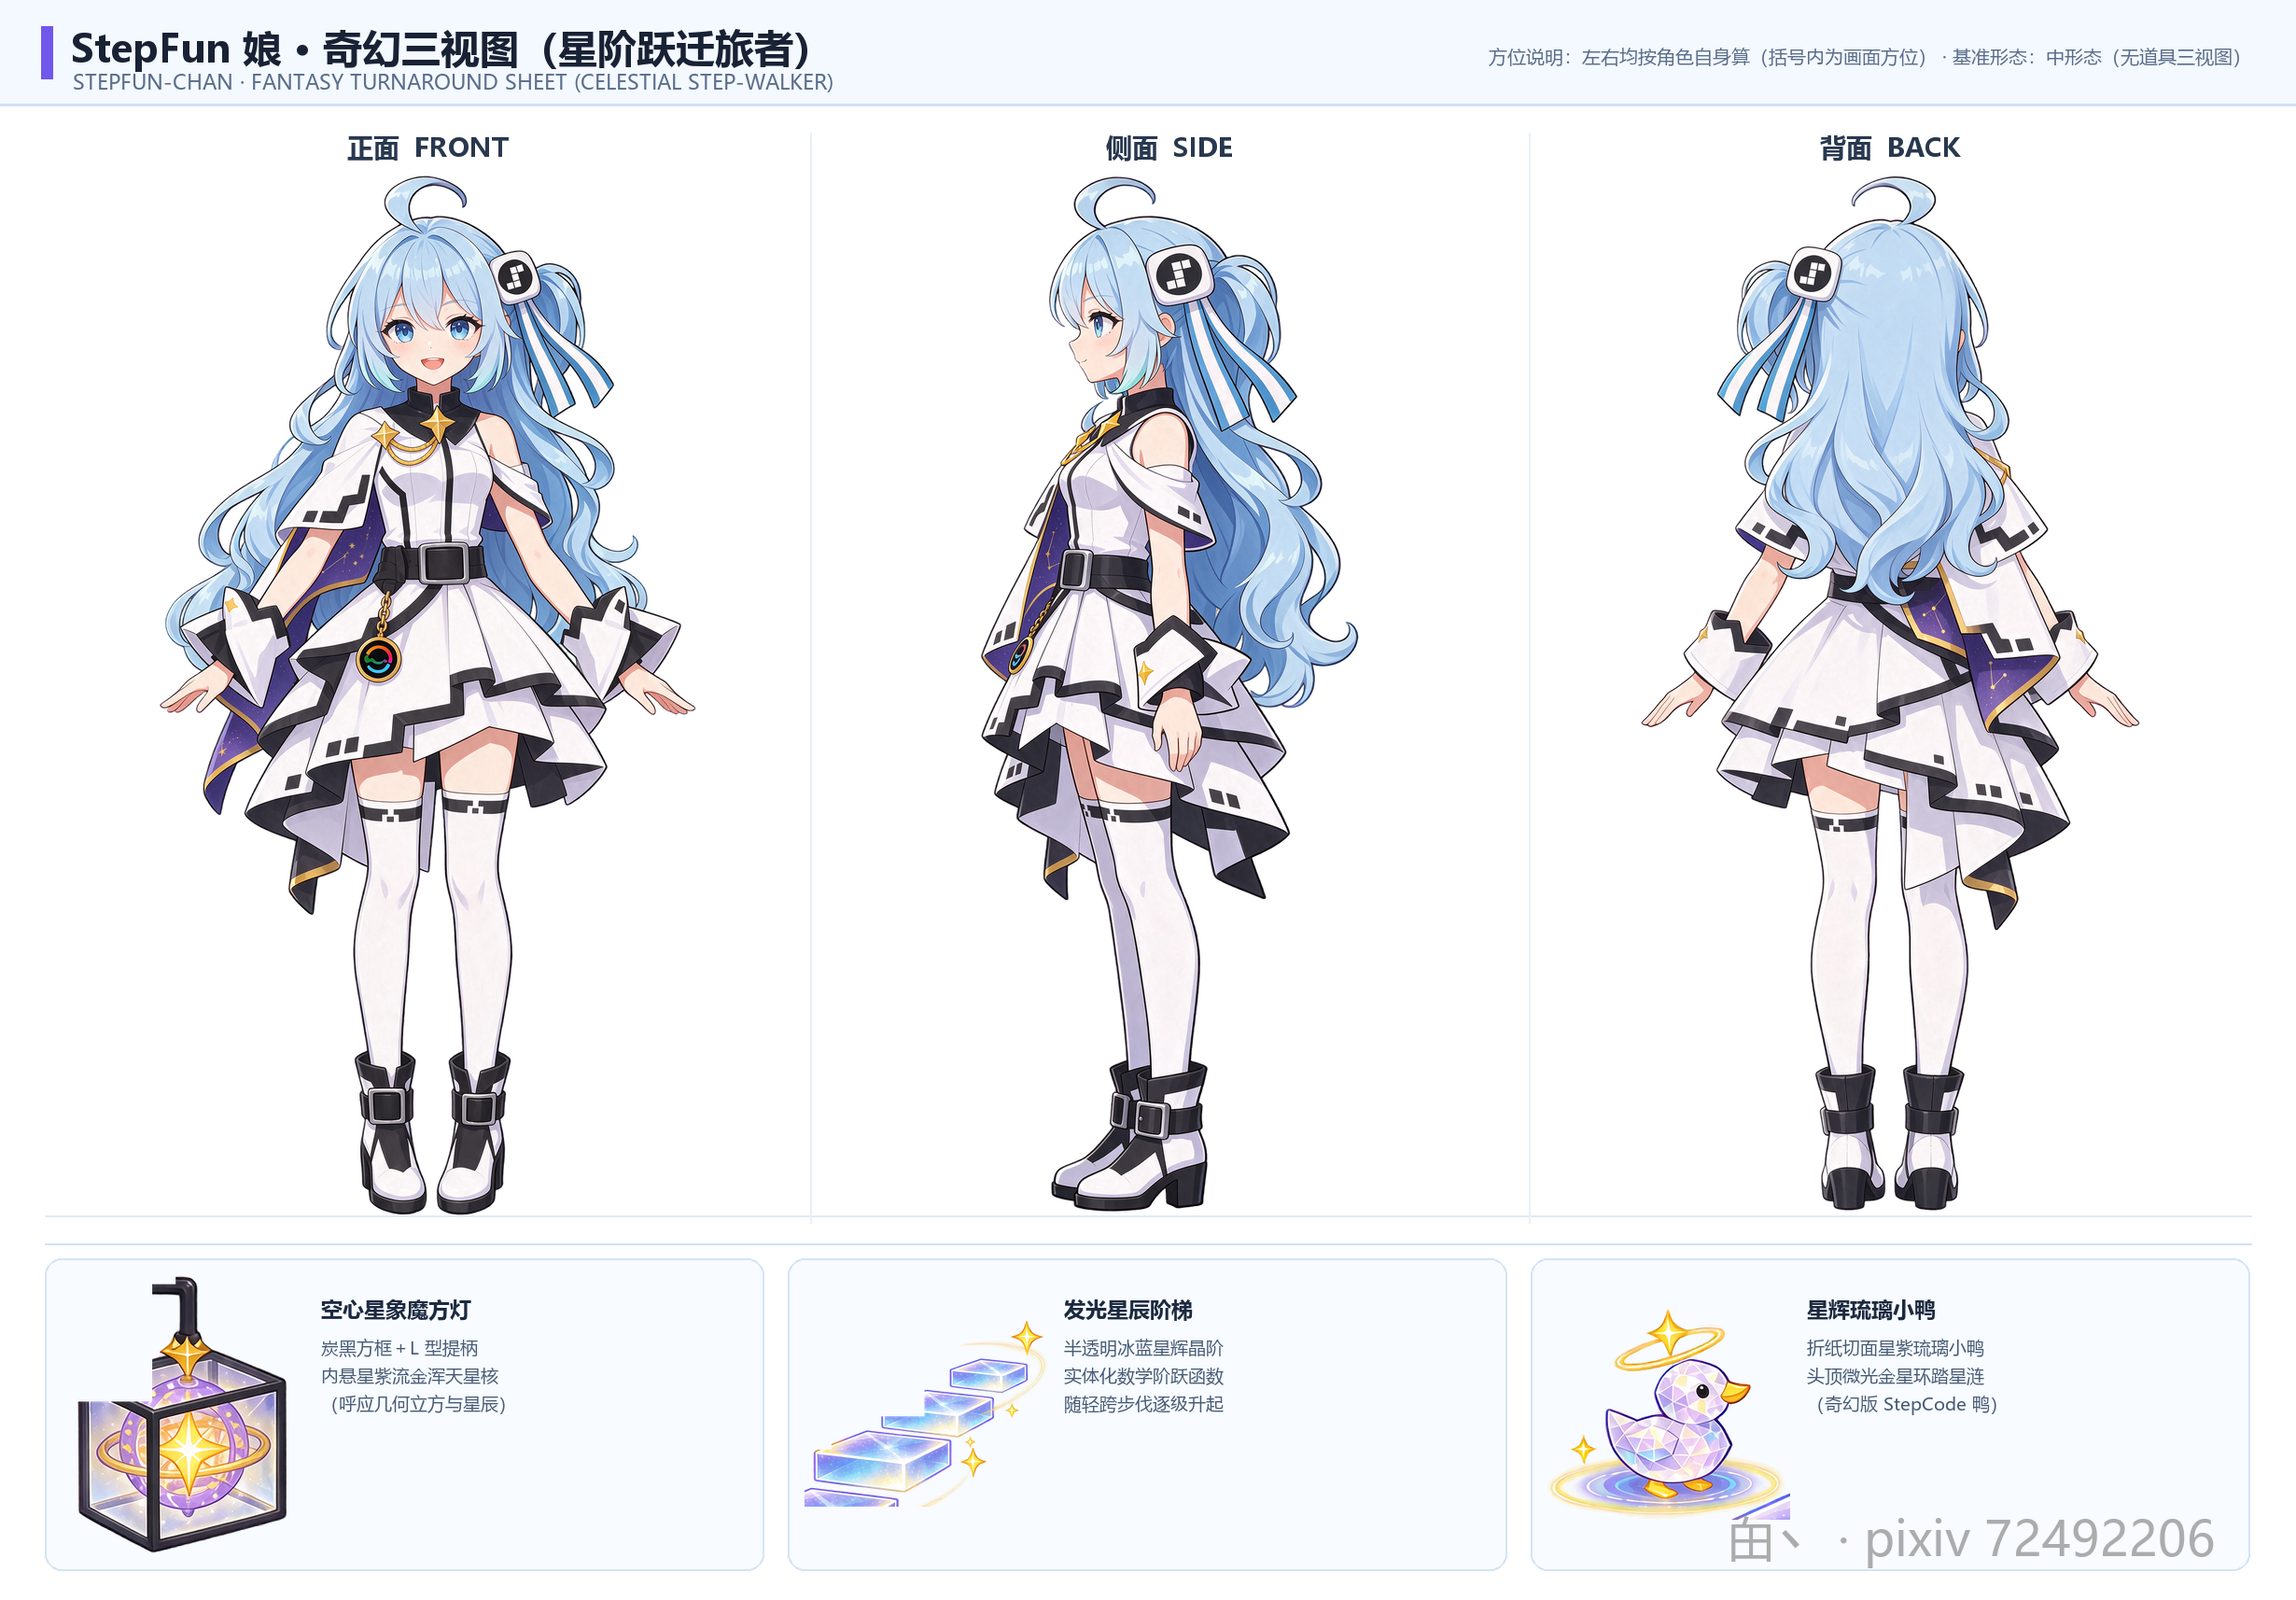 StepFun 娘 • 奇幻三视图（星阶跃迁旅者）
STEPFUN-CHAN · FANTASY TURNAROUND SHEET (CELESTIAL STEP-WALKER)
方位说明：左右均按角色自身算（括号内为画面方位） · 基准形态：中形态（无道具三视图）
正面 FRONT
侧面 SIDE
背面 BACK
空心星象魔方灯
炭黑方框 + L 型提柄
内悬星紫流金浑天星核
（呼应几何立方与星辰）
发光星辰阶梯
半透明冰蓝星辉晶阶
实体化数学阶跃函数
随轻跨步伐逐级升起
星辉琉璃小鸭
折纸切面星紫琉璃小鸭
头顶微光金星环踏星涟
（奇幻版 StepCode 鸭）
甶丶 · pixiv 72492206